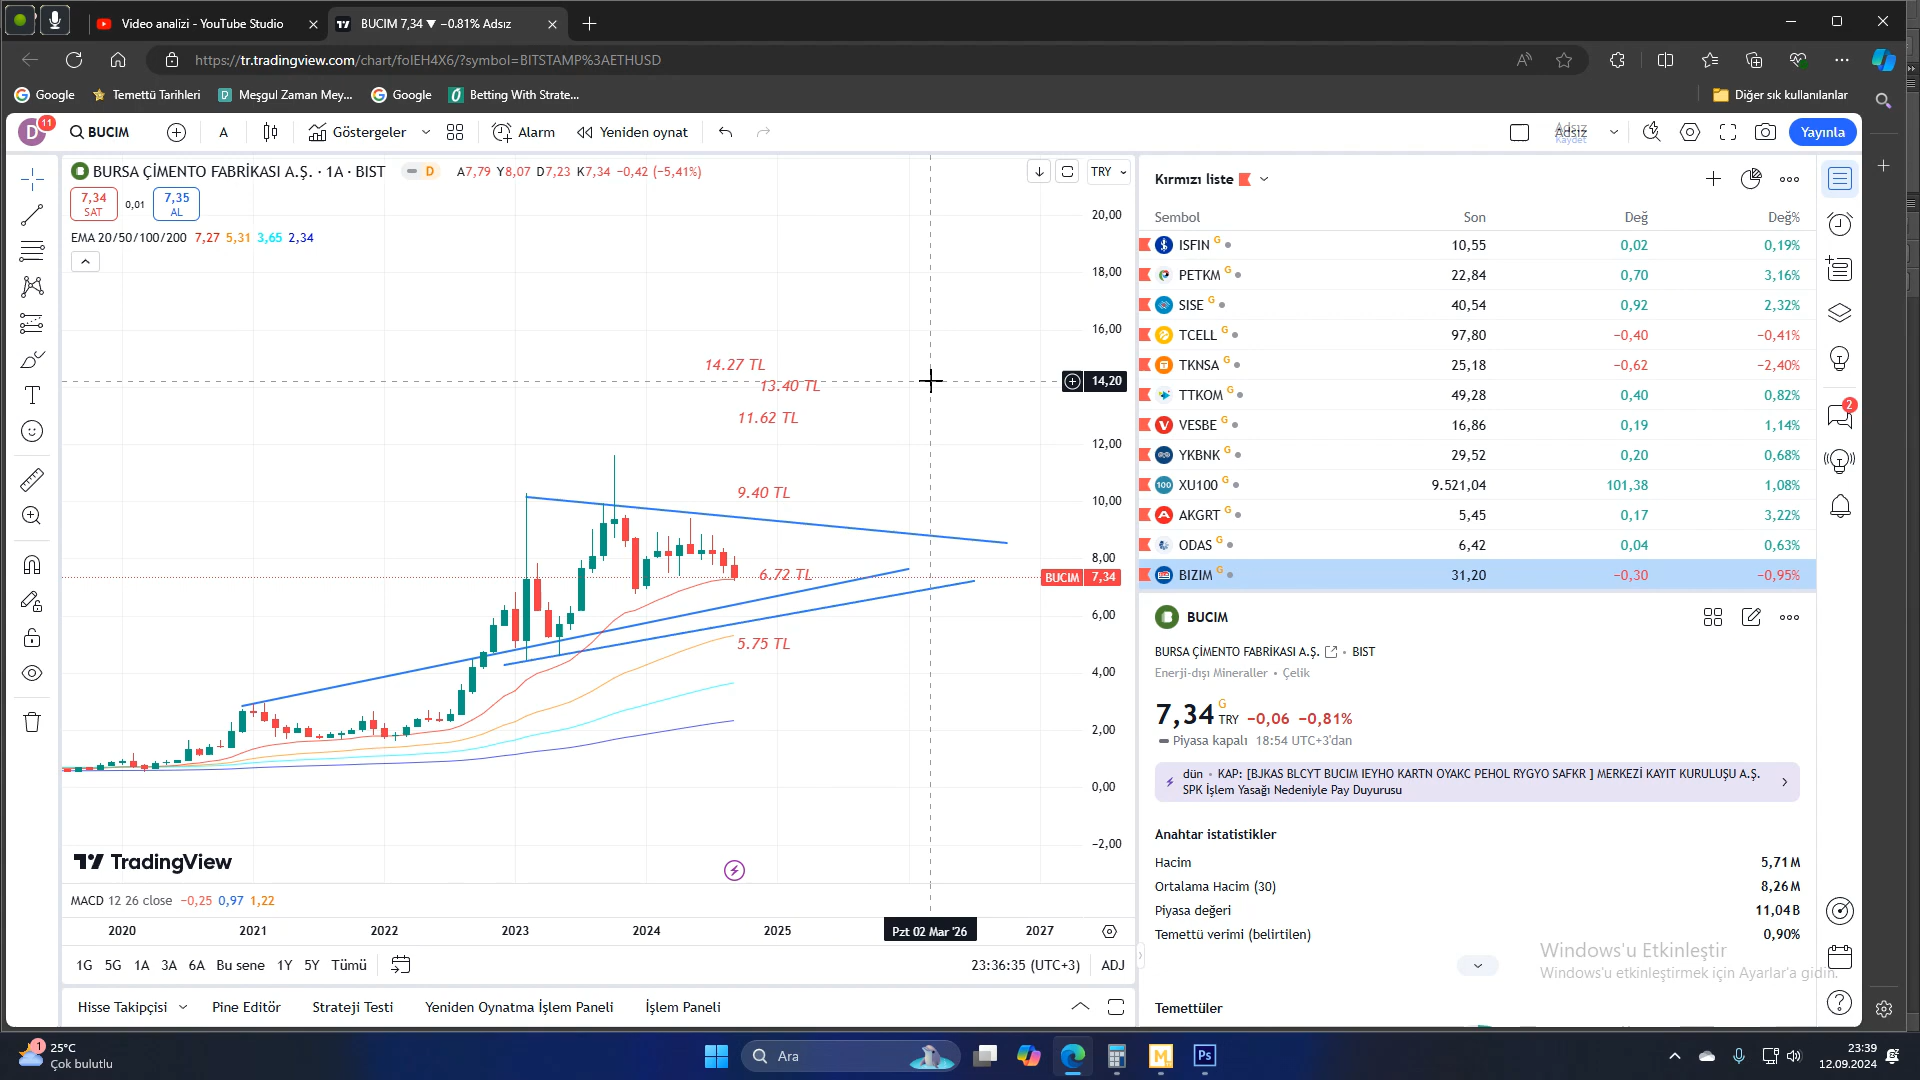 Video analizi - YouTube Studio
BUCIM 7,34 ▼ −0.81% Adsız
https://tr.tradingview.com/chart/foIEH4X6/?symbol=BITSTAMP%3AETHUSD
Google
Temettü Tarihleri
Meşgul Zaman Mey...
Google
Betting With Strate...
Diğer sık kullanılanlar
D 11
BUCIM
A
Göstergeler
Alarm
Yeniden oynat
Adsız
Kaydet
Yayınla
BURSA ÇİMENTO FABRİKASI A.Ş. · 1A · BIST
D
A7,79 Y8,07 D7,23 K7,34 −0,42 (−5,41%)
TRY
7,34
SAT
0,01
7,35
AL
EMA 20/50/100/200 7,27 5,31 3,65 2,34
20,00
18,00
16,00
14,20
12,00
10,00
8,00
BUCIM 7,34
6,00
4,00
2,00
0,00
−2,00
14.27 TL
13.40 TL
11.62 TL
9.40 TL
6.72 TL
5.75 TL
TradingView
MACD 12 26 close −0,25 0,97 1,22
2020 2021 2022 2023 2024 2025 Pzt 02 Mar '26 2027
1G 5G 1A 3A 6A Bu sene 1Y 5Y Tümü
23:36:35 (UTC+3) ADJ
Hisse Takipçisi
Pine Editör
Strateji Testi
Yeniden Oynatma İşlem Paneli
İşlem Paneli
Kırmızı liste
Sembol Son Değ Değ%
ISFIN G 10,55 0,02 0,19%
PETKM G 22,84 0,70 3,16%
SISE G 40,54 0,92 2,32%
TCELL G 97,80 −0,40 −0,41%
TKNSA G 25,18 −0,62 −2,40%
TTKOM G 49,28 0,40 0,82%
VESBE G 16,86 0,19 1,14%
YKBNK G 29,52 0,20 0,68%
100 XU100 G 9.521,04 101,38 1,08%
AKGRT G 5,45 0,17 3,22%
ODAS G 6,42 0,04 0,63%
BIZIM G 31,20 −0,30 −0,95%
BUCIM
BURSA ÇİMENTO FABRİKASI A.Ş. • BIST
Enerji-dışı Mineraller • Çelik
7,34 G TRY −0,06 −0,81%
Piyasa kapalı 18:54 UTC+3'dan
dün • KAP: [BJKAS BLCYT BUCIM IEYHO KARTN OYAKC PEHOL RYGYO SAFKR ] MERKEZİ KAYIT KURULUŞU A.Ş.
SPK İşlem Yasağı Nedeniyle Pay Duyurusu
Anahtar istatistikler
Hacim 5,71M
Ortalama Hacim (30) 8,26M
Piyasa değeri 11,04B
Temettü verimi (belirtilen) 0,90%
Windows'u Etkinleştir
Windows'u etkinleştirmek için Ayarlar'a gidin.
Temettüler
2
1
25°C
Çok bulutlu
Ara
M
Ps
23:39
12.09.2024